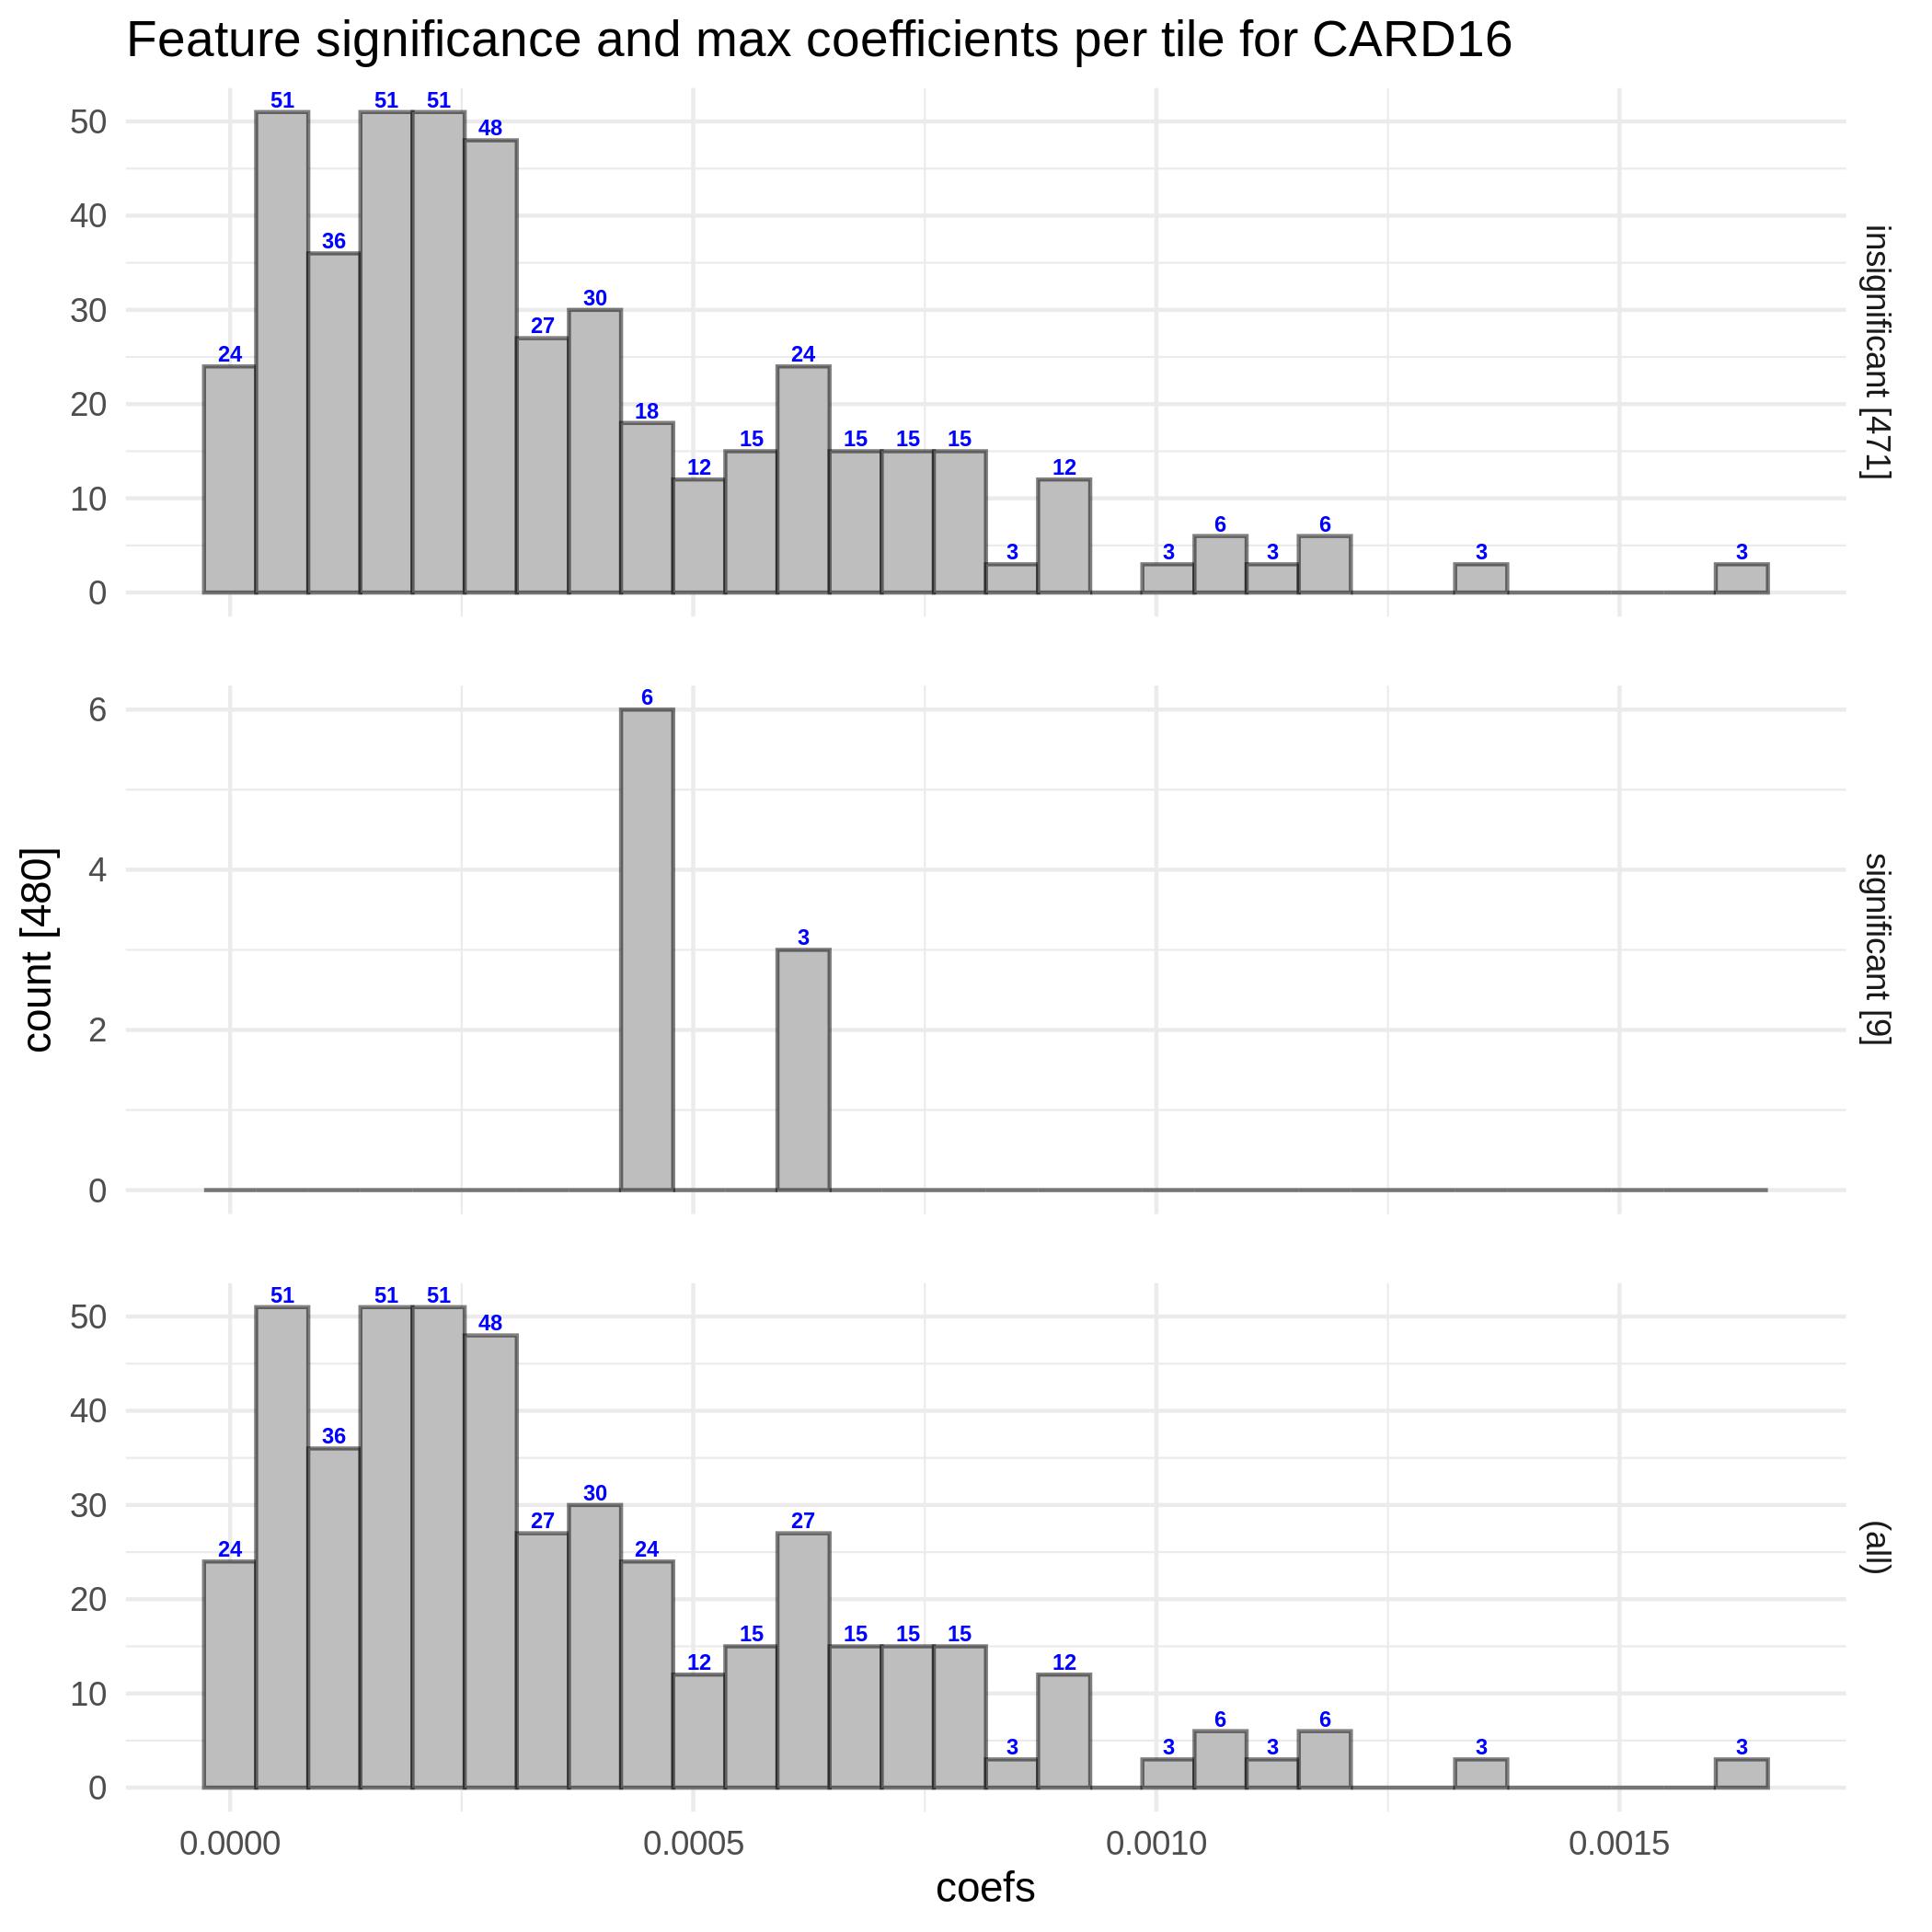 Feature significance and max coefficients per tile for CARD16
51 51 51
50
48
40
36
30
30
27
24 24
20
18
15 15 15 15
12 12
10
6 6
3 3 3 3 3
0
insignificant [471]
6
6
4
3
2
0
significant [9]
count [480]
51 51 51
50
48
40
36
30
30
27 27
24 24
20
15 15 15 15
12 12
10
6 6
3 3 3 3 3
0
(all)
0.0000 0.0005 0.0010 0.0015
coefs